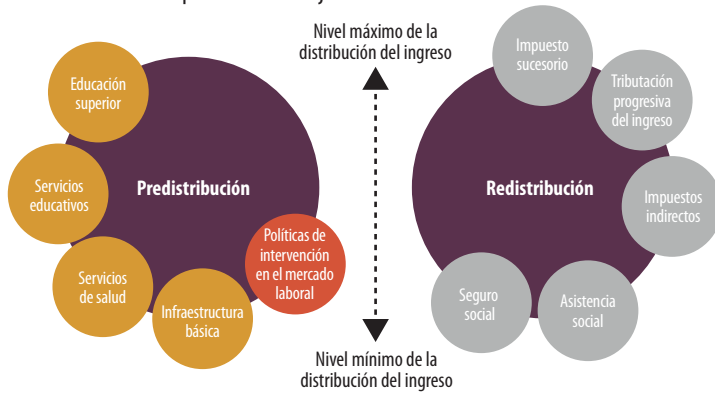 Nivel máximo de la
distribución del ingreso
Educación
superior
Servicios
educativos
Predistribución
Servicios
de salud
Infraestructura
básica
Políticas de
intervención
en el mercado
laboral
Impuesto
sucesorio
Tributación
progresiva
del ingreso
Redistribución
Impuestos
indirectos
Seguro
social
Asistencia
social
Nivel mínimo de la
distribución del ingreso